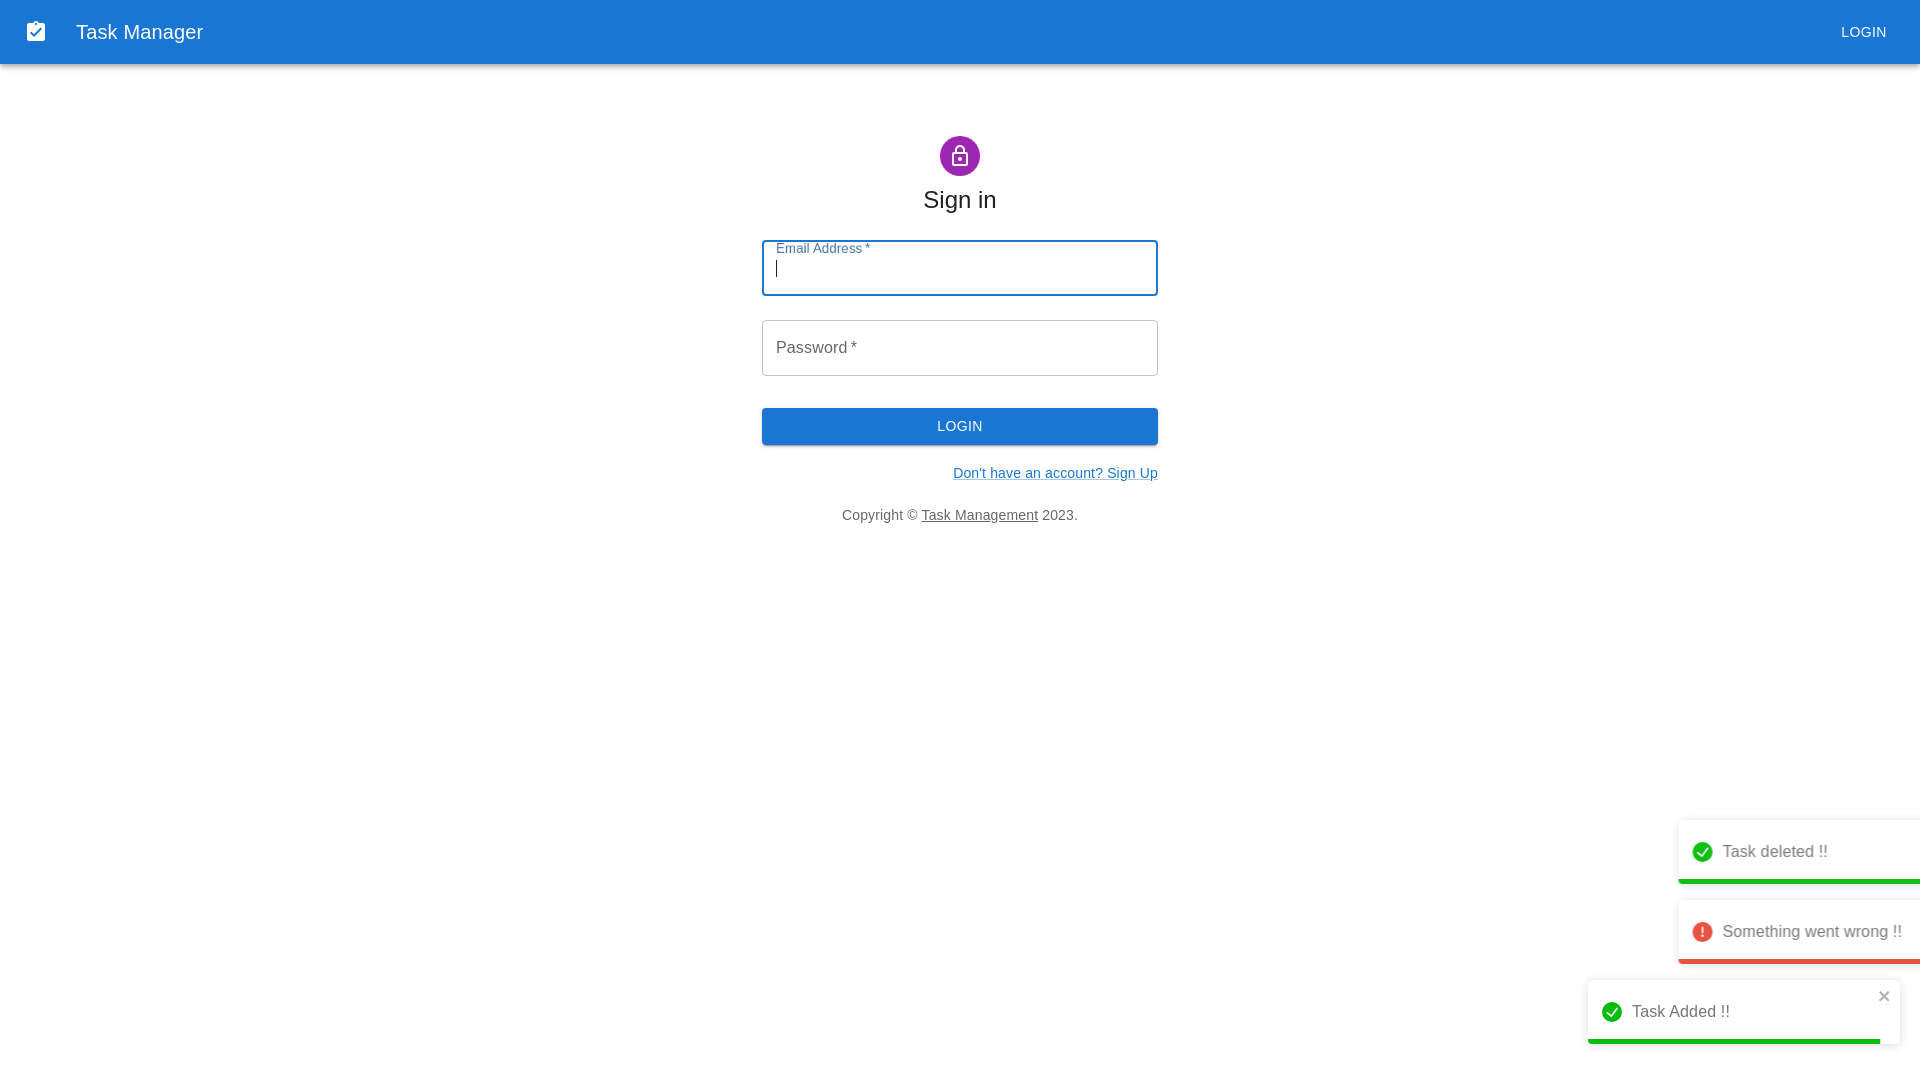 Task Manager
LOGIN
Sign in
Email Address *
Password *
LOGIN
Don't have an account? Sign Up
Copyright © Task Management 2023.
Task deleted !!
Something went wrong !!
Task Added !!